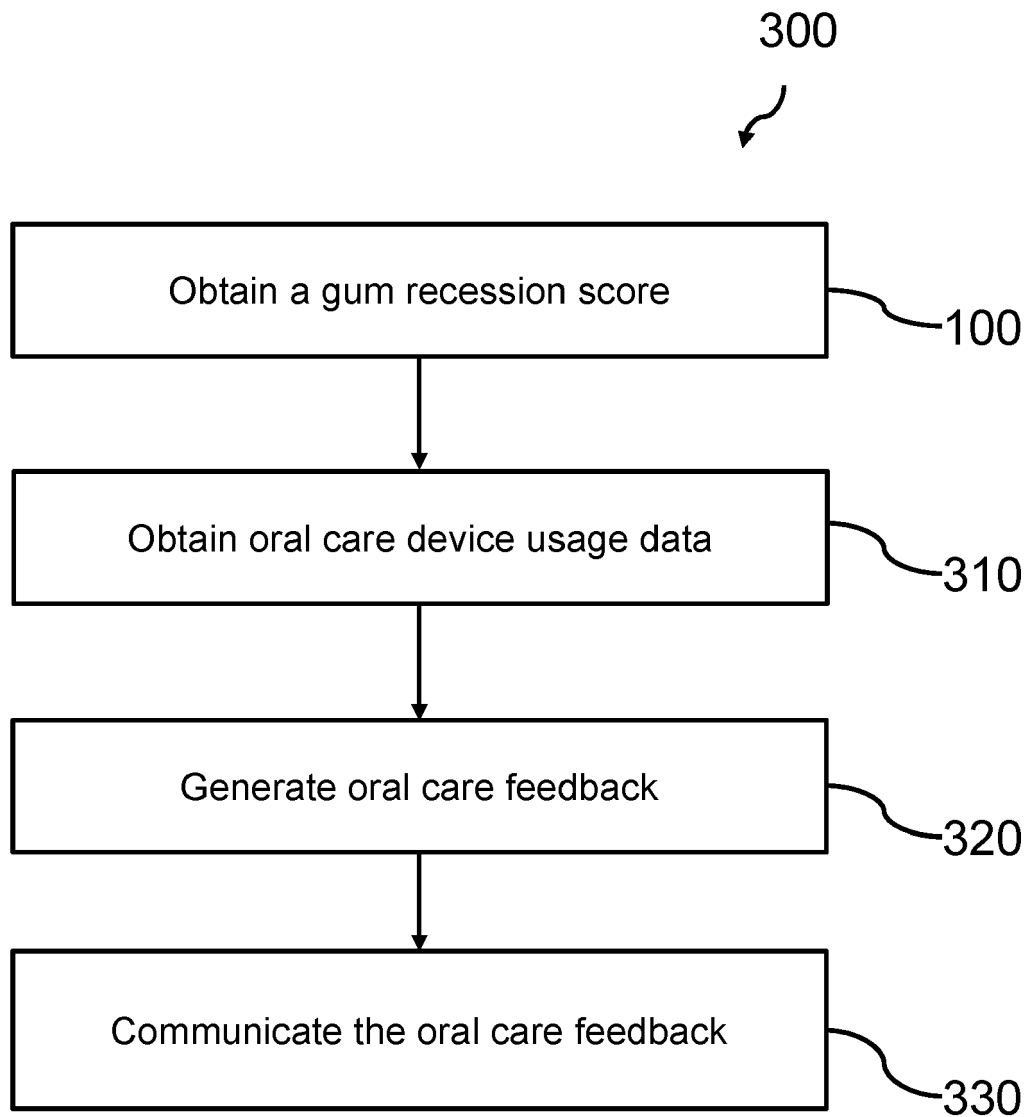 300
Obtain a gum recession score
100
Obtain oral care device usage data
310
Generate oral care feedback
320
Communicate the oral care feedback
330